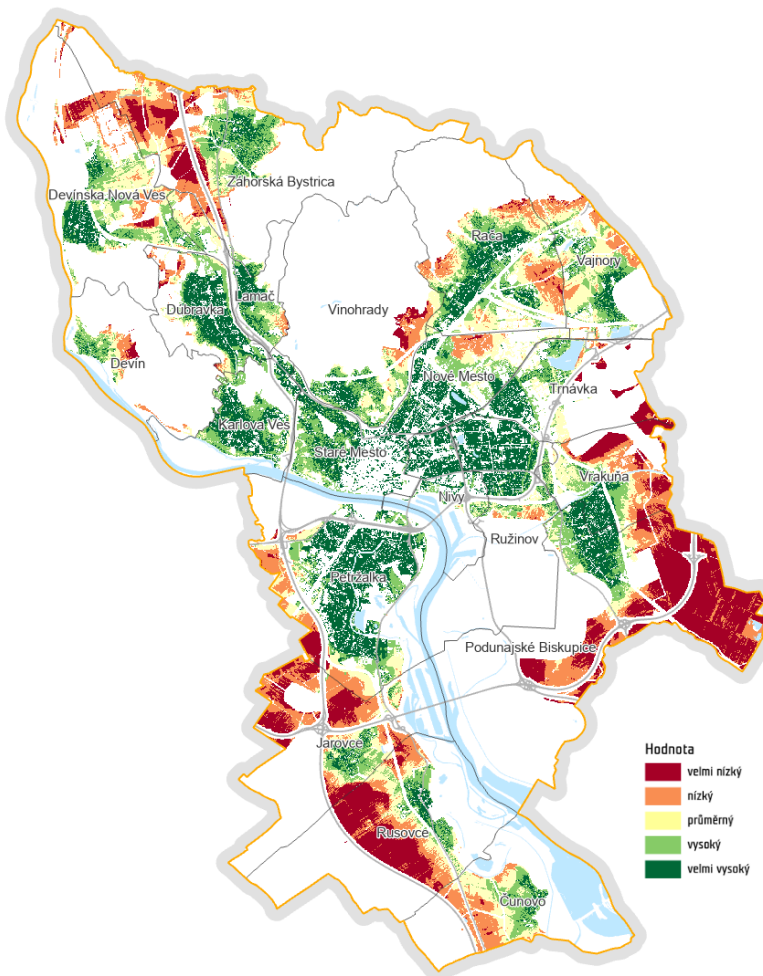 Záhorská Bystrica
Devínska Nová Ves
Rača
Vajnory
Lamač
Dúbravka
Vinohrady
Devín
Nové Mesto
Trnávka
Karlova Ves
Staré Mesto
Vrakuňa
Nivy
Ružinov
Petržalka
Podunajské Biskupice
Jarovce
Rusovce
Čunovo
Hodnota
velmi nízký
nízký
průměrný
vysoký
velmi vysoký